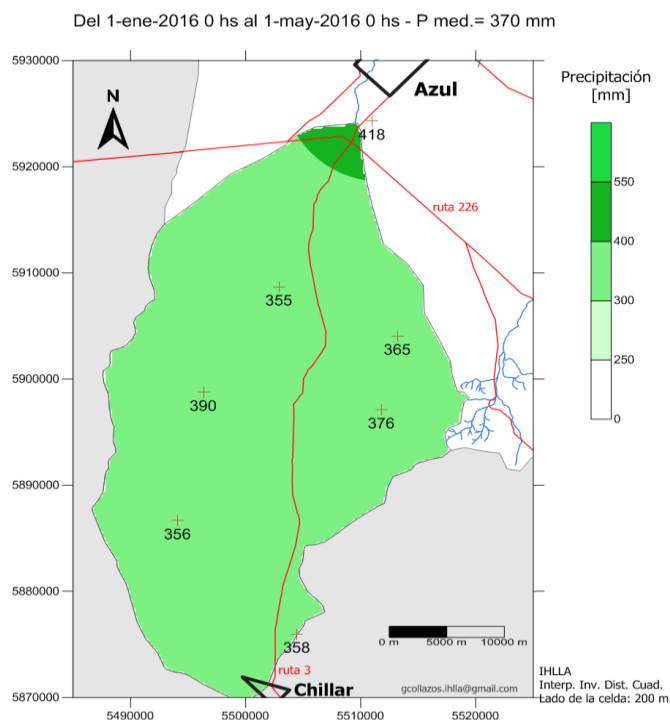 Del 1-ene-2016 0 hs al 1-may-2016 0 hs - P med.= 370 mm
5930000
Azul
Precipitación
[mm]
N
418
5920000
550
ruta 226
400
5910000
355
300
365
250
5900000
390
376
0
5890000
356
5880000
358
0 m 5000 m 10000 m
ruta 3
IHLLA
Chillar
gcollazos.ihlla@gmail.com
Interp. Inv. Dist. Cuad.
5870000
Lado de la celda: 200 m.
5490000 5500000 5510000 5520000